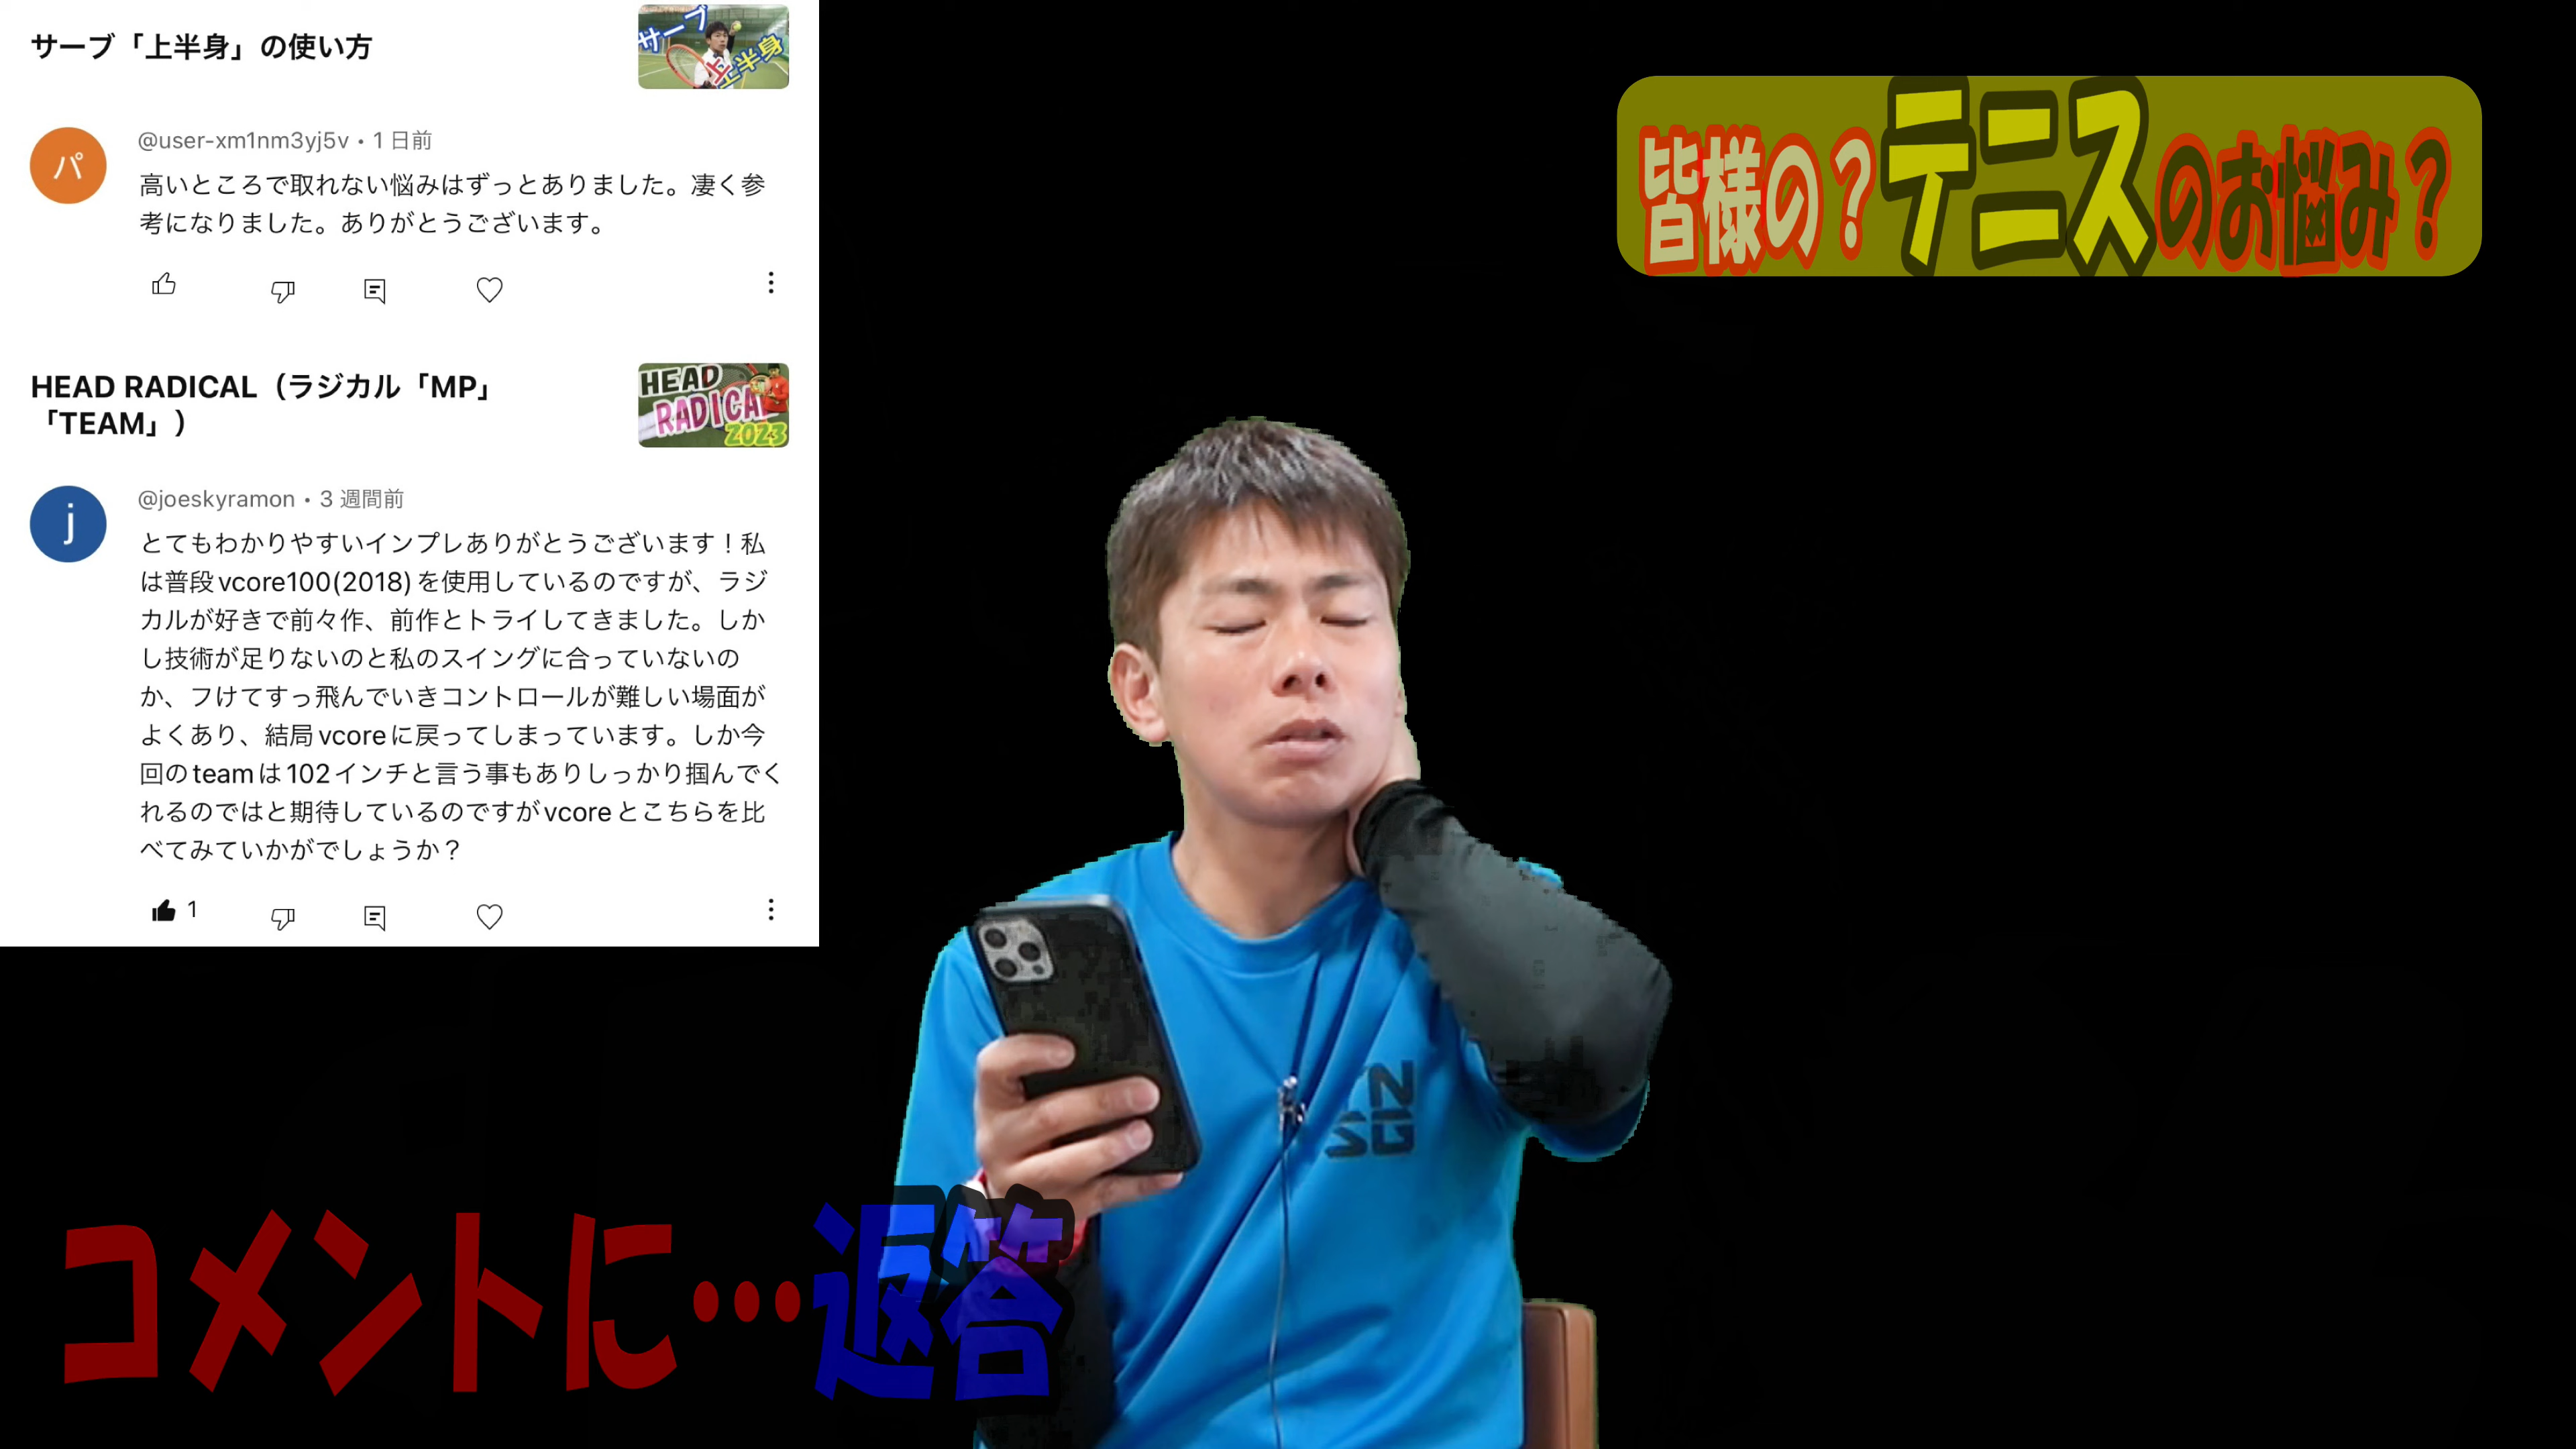 サーブ「上半身」の使い方
サーブ
上半身
@user-xm1nm3yj5v • 1 日前
パ
高いところで取れない悩みはずっとありました。凄く参
考になりました。ありがとうございます。
HEAD RADICAL（ラジカル「MP」
「TEAM」）
HEAD
RADICAL
2023
@joeskyramon • 3 週間前
j
とてもわかりやすいインプレありがとうございます！私
は普段vcore100(2018)を使用しているのですが、ラジ
カルが好きで前々作、前作とトライしてきました。しか
し技術が足りないのと私のスイングに合っていないの
か、フけてすっ飛んでいきコントロールが難しい場面が
よくあり、結局vcoreに戻ってしまっています。しか今
回のteamは102インチと言う事もありしっかり掴んでく
れるのではと期待しているのですがvcoreとこちらを比
べてみていかがでしょうか？
1
皆様の？テニスのお悩み？
コメントに…返答